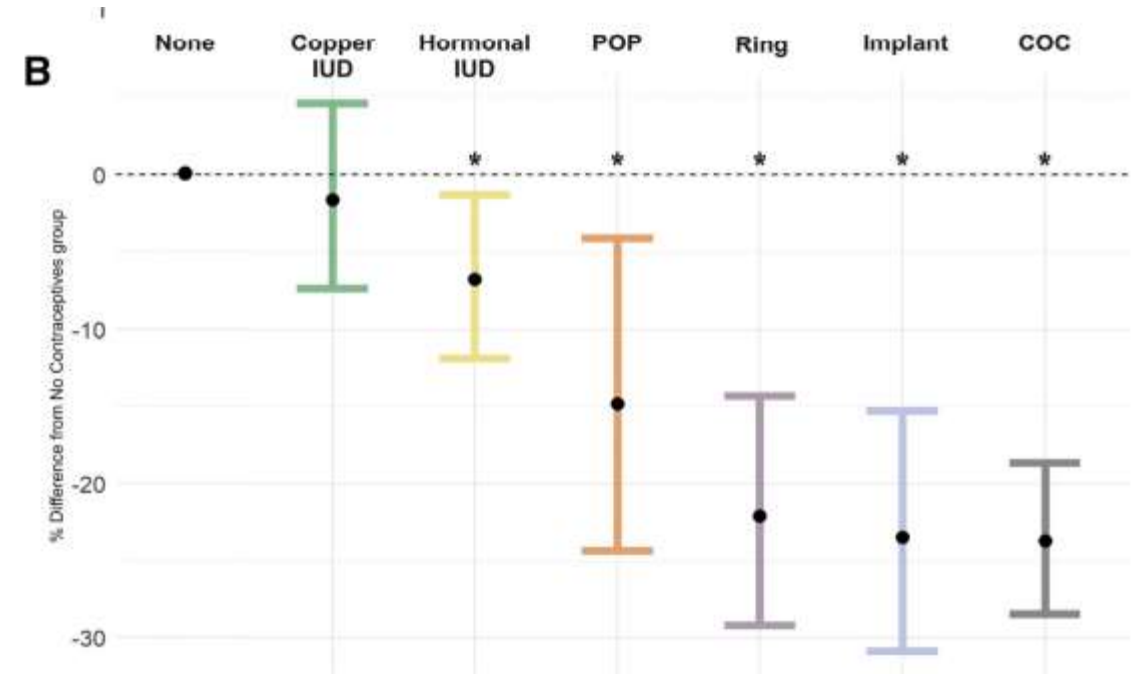 None Copper Hormonal POP Ring Implant COC
IUD IUD
B
* * * * *
0
-10
-20
-30
% Difference from No Contraceptives group